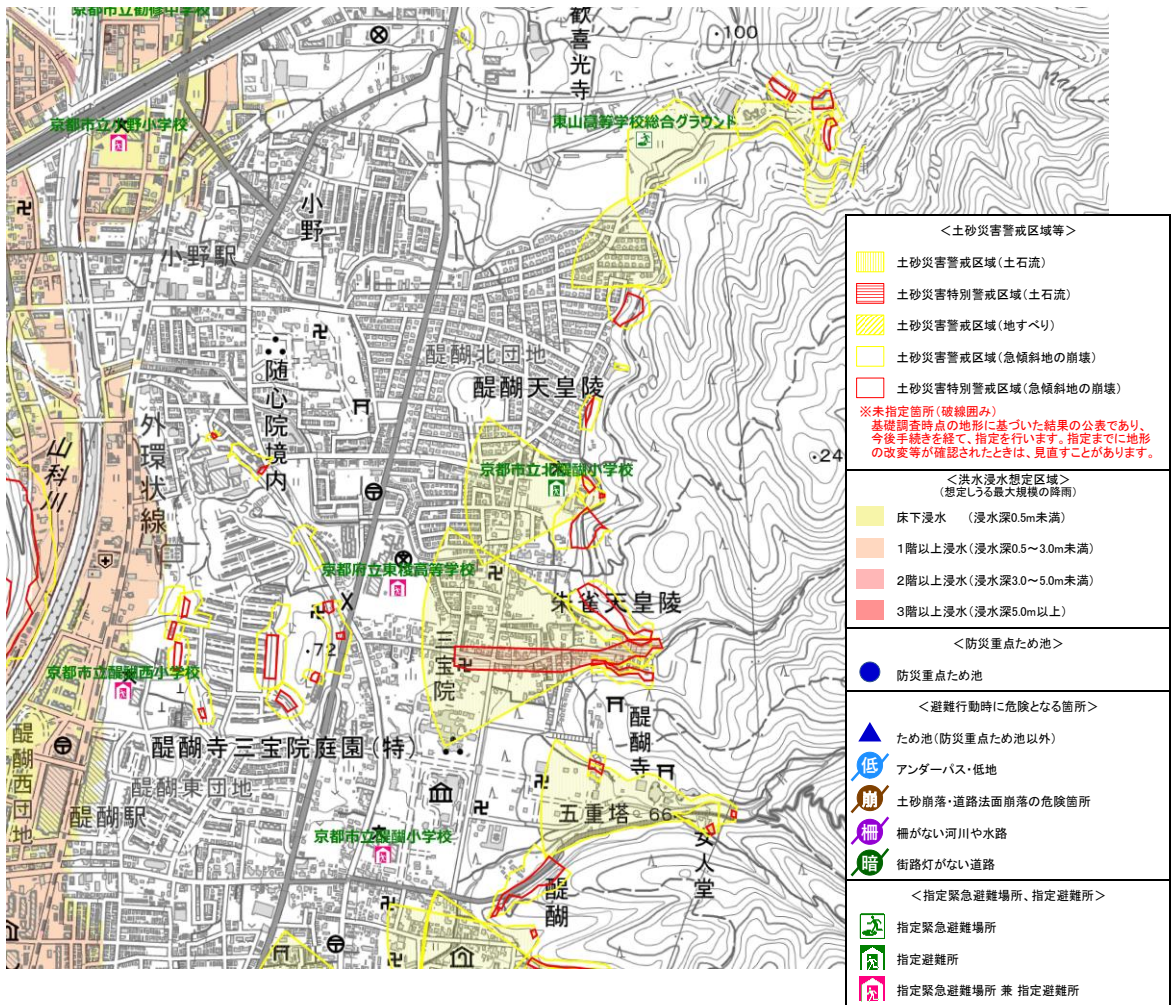 京都市立勧修中学校
歓喜光寺
・100
京都市立小野小学校
東山高等学校総合グラウンド
小野
小野駅
随心院境内
醍醐北団地
醍醐天皇陵
外環状線
山科川
京都市立北醍醐小学校
・24
京都府立東稜高等学校
朱雀天皇陵
・72
三宝院
京都市立醍醐西小学校
醍醐寺三宝院庭園(特)
醍醐寺
醍醐西団地
醍醐東団地
醍醐駅
五重塔
66
女人堂
京都市立醍醐小学校
醍醐
<土砂災害警戒区域等>
土砂災害警戒区域(土石流)
土砂災害特別警戒区域(土石流)
土砂災害警戒区域(地すべり)
土砂災害警戒区域(急傾斜地の崩壊)
土砂災害特別警戒区域(急傾斜地の崩壊)
※未指定箇所(破線囲み)
基礎調査時点の地形に基づいた結果の公表であり、
今後手続きを経て、指定を行います。指定までに地形
の改変等が確認されたときは、見直すことがあります。
<洪水浸水想定区域>
(想定しうる最大規模の降雨)
床下浸水 (浸水深0.5m未満)
1階以上浸水(浸水深0.5～3.0m未満)
2階以上浸水(浸水深3.0～5.0m未満)
3階以上浸水(浸水深5.0m以上)
<防災重点ため池>
防災重点ため池
<避難行動時に危険となる箇所>
ため池(防災重点ため池以外)
低 アンダーパス・低地
崩 土砂崩落・道路法面崩落の危険箇所
柵 柵がない河川や水路
暗 街路灯がない道路
<指定緊急避難場所、指定避難所>
指定緊急避難場所
指定避難所
指定緊急避難場所 兼 指定避難所